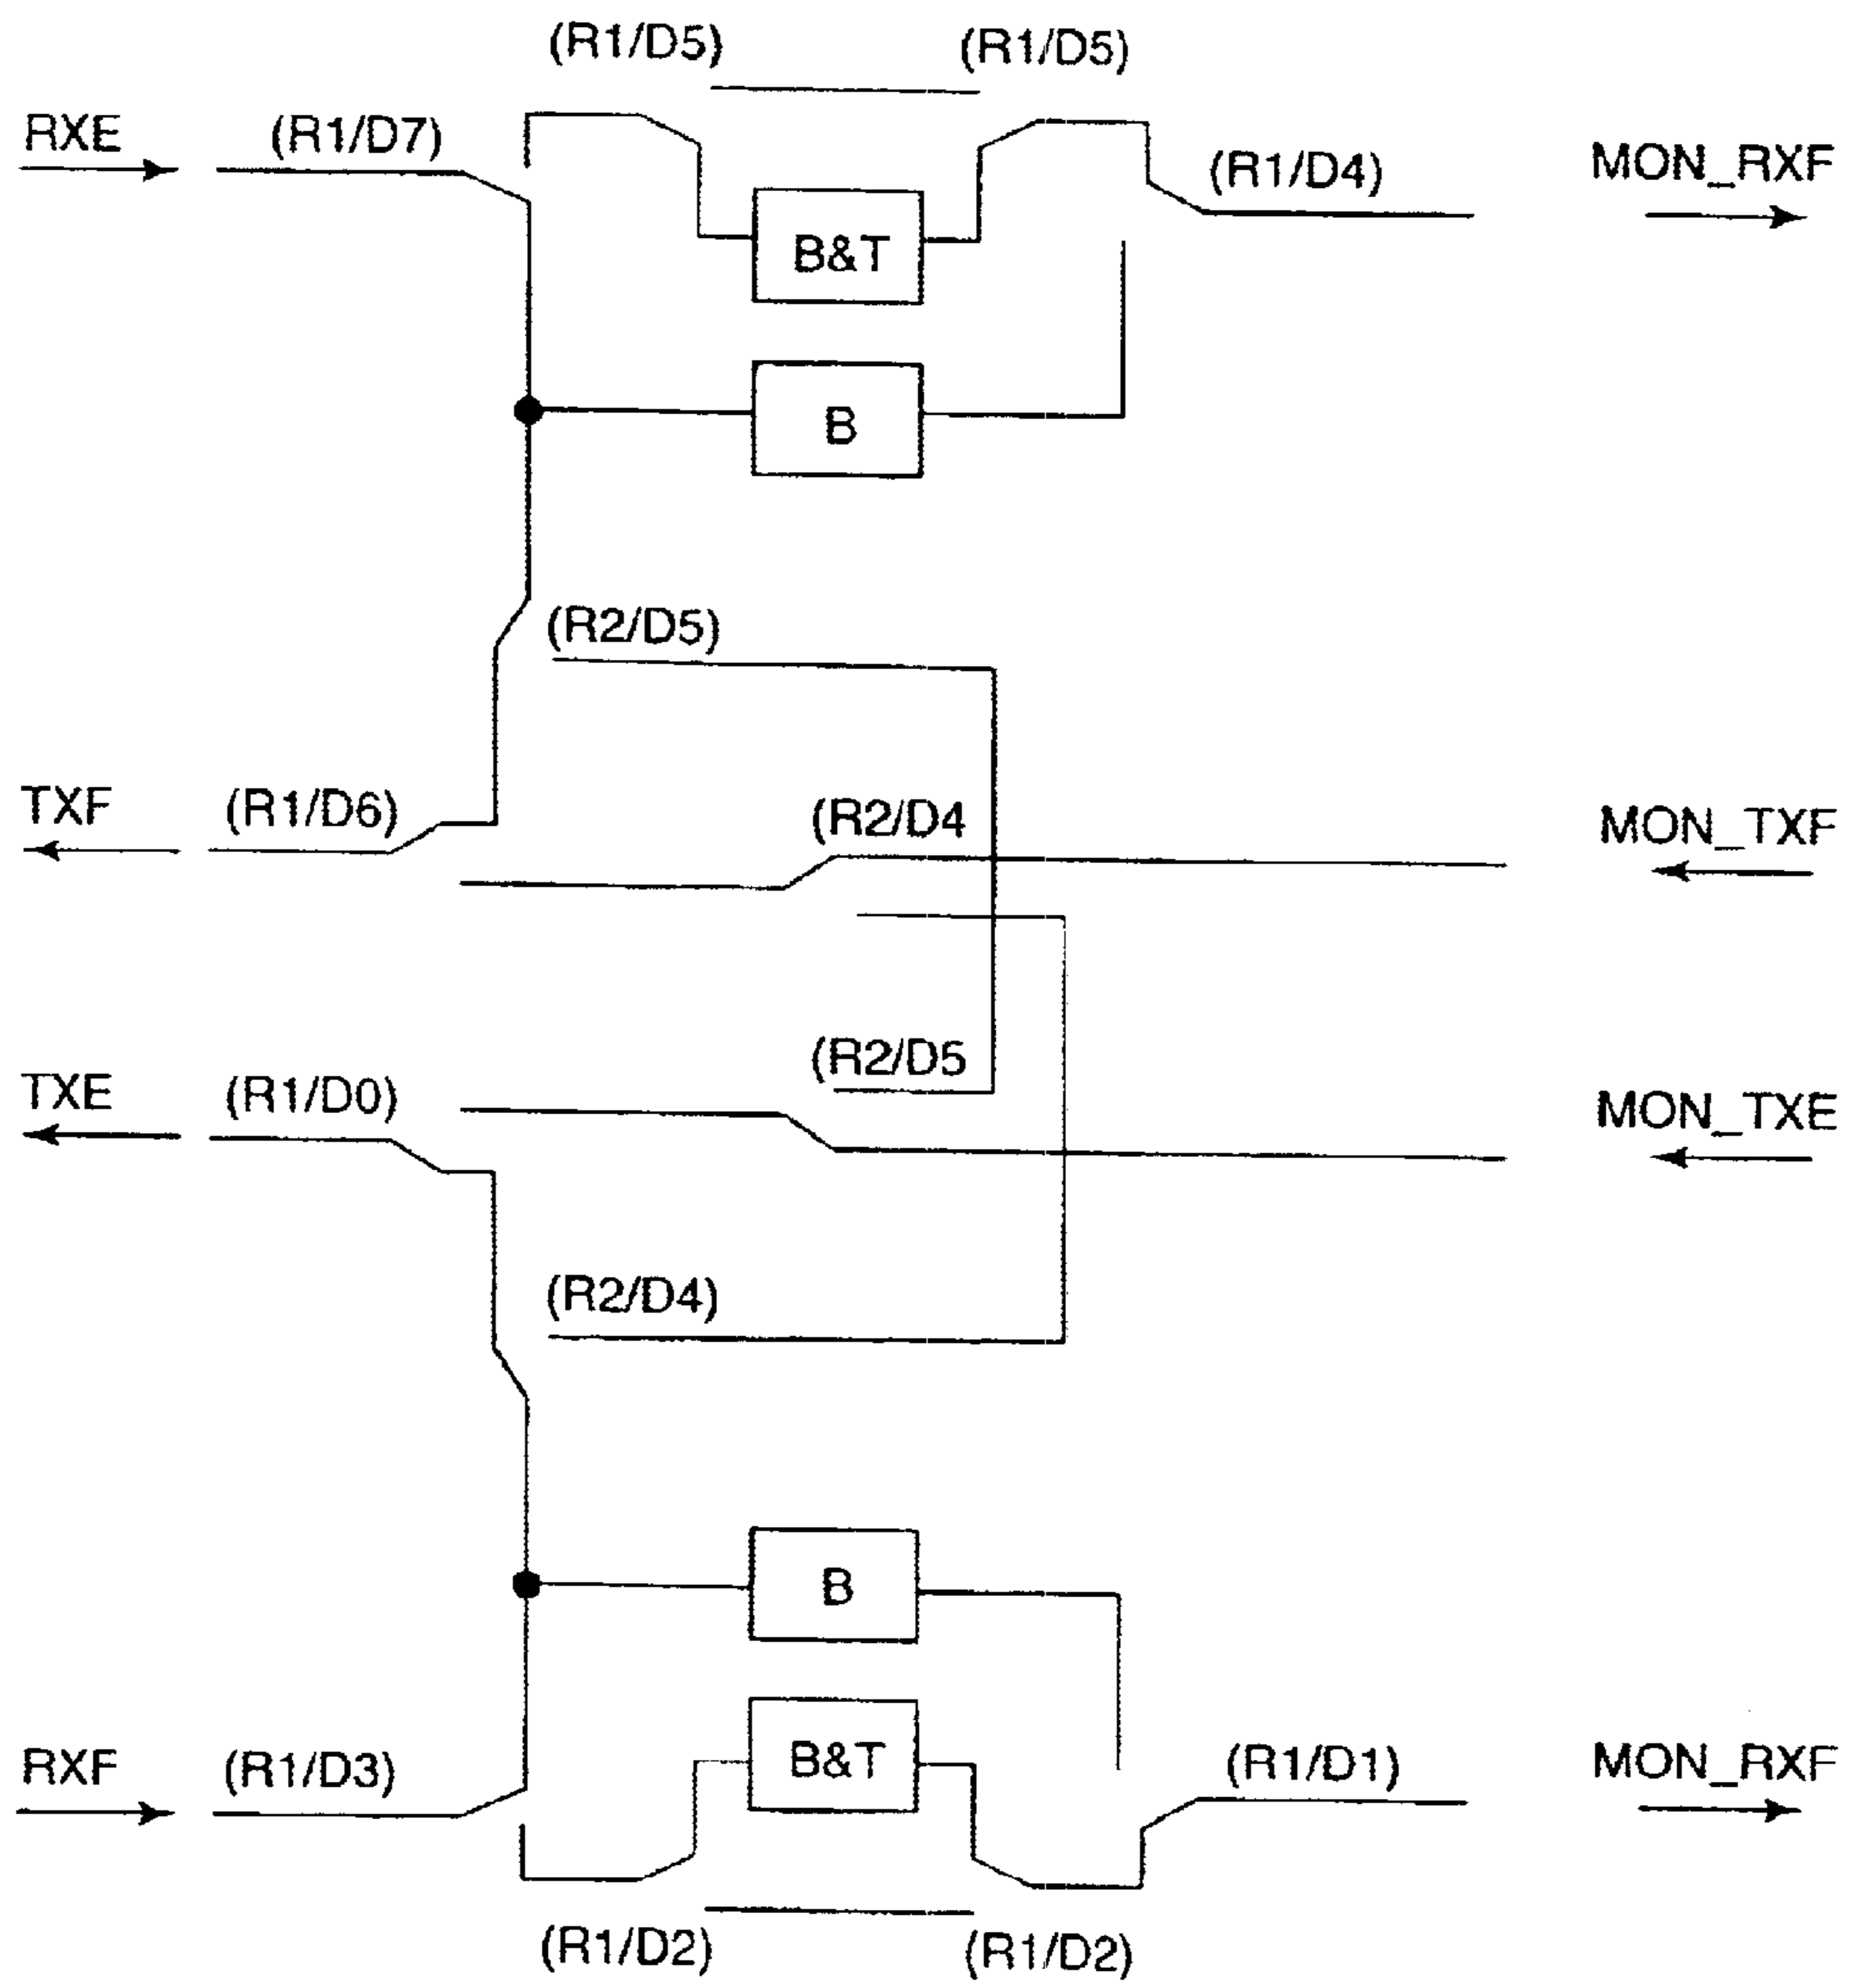 (R1/D5) (R1/D5)
RXE (R1/D7) (R1/D4) MON_RXF
B&T
B
(R2/D5)
TXF (R1/D6) (R2/D4 MON_TXF
(R2/D5
TXE (R1/D0) MON_TXE
(R2/D4)
B
RXF (R1/D3) B&T (R1/D1) MON_RXF
(R1/D2) (R1/D2)